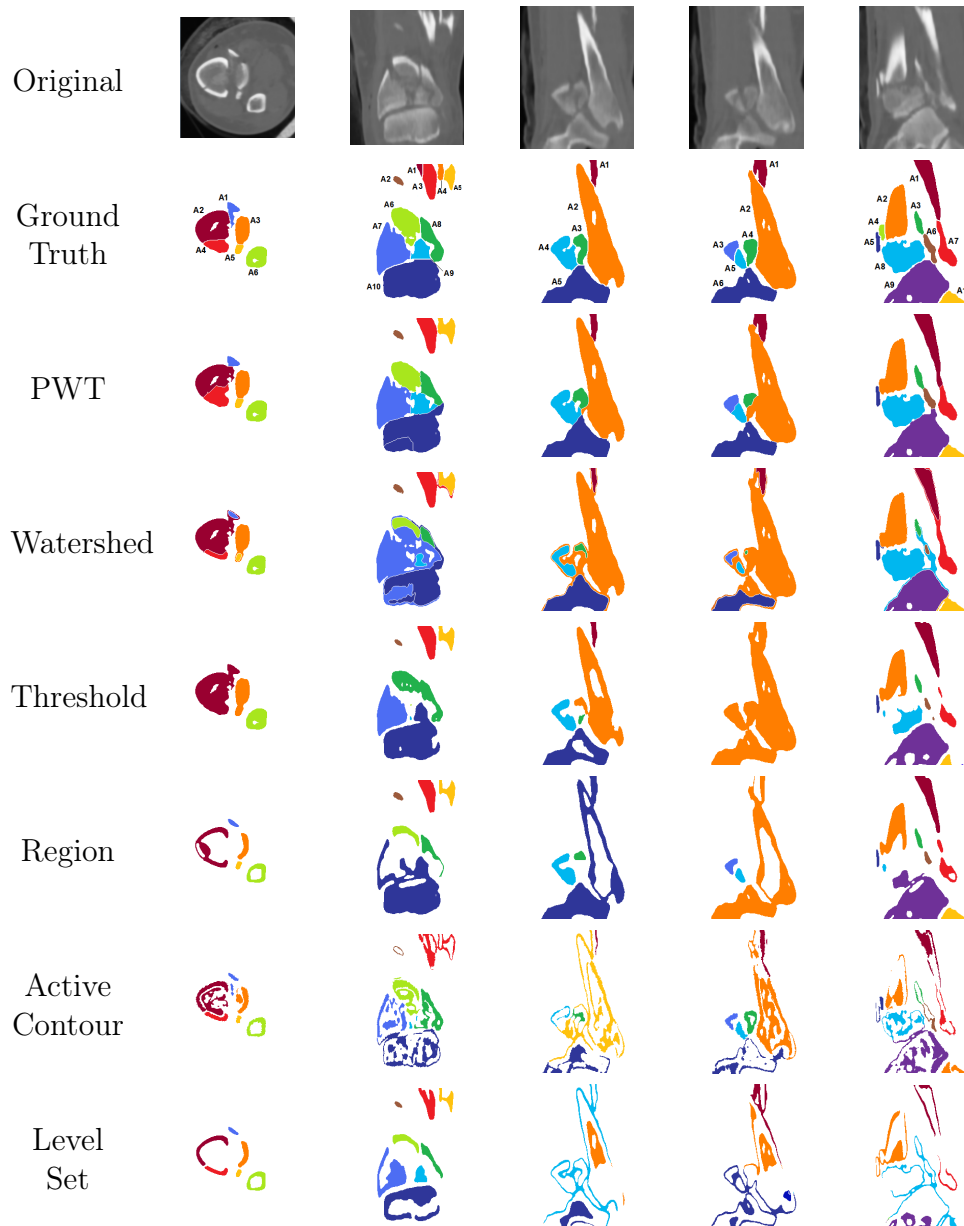 Original
Ground
Truth
A1
A2
A3
A4
A5
A6
A1
A2
A3
A4
A5
A6
A7
A8
A9
A10
A1
A2
A3
A4
A5
A1
A2
A3
A4
A5
A6
A1
A2
A3
A4
A5
A6
A7
A8
A9
A1
PWT
Watershed
Threshold
Region
Active
Contour
Level
Set